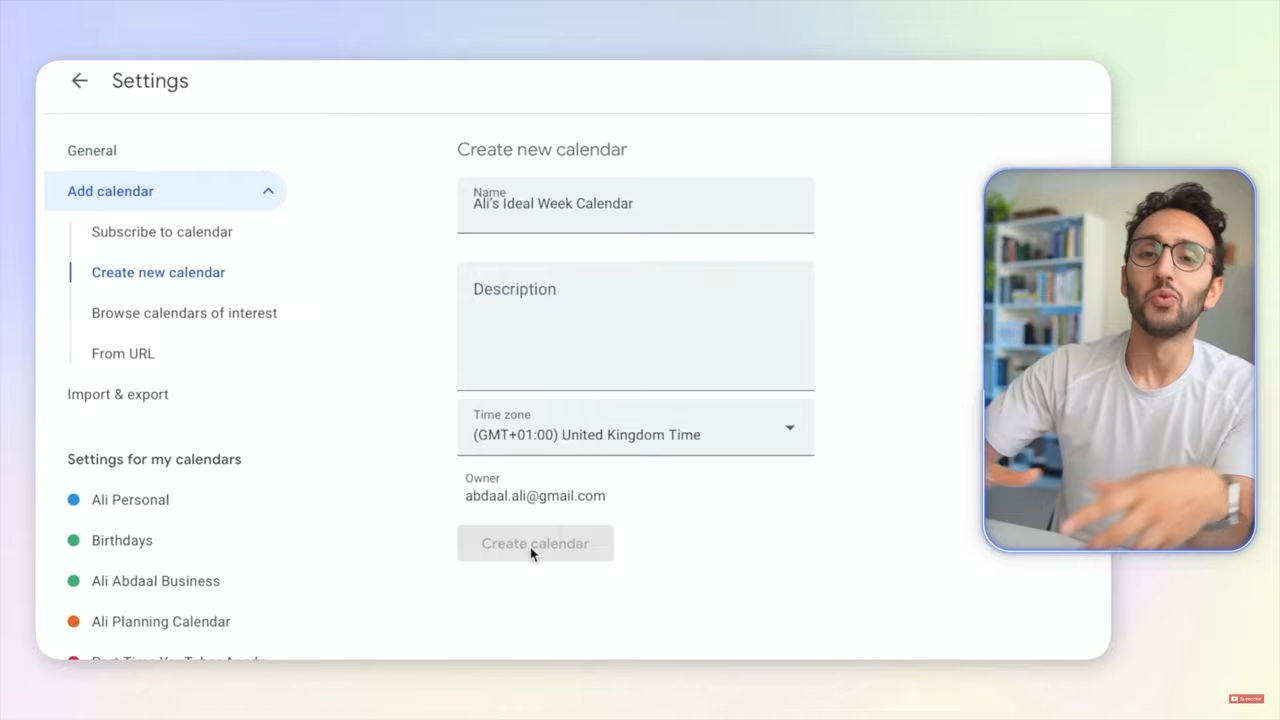 Settings
General
Add calendar
Subscribe to calendar
Create new calendar
Browse calendars of interest
From URL
Import & export
Settings for my calendars
Ali Personal
Birthdays
Ali Abdaal Business
Ali Planning Calendar
Create new calendar
Name
Ali's Ideal Week Calendar
Description
Time zone
(GMT+01:00) United Kingdom Time
Owner
abdaal.ali@gmail.com
Create calendar